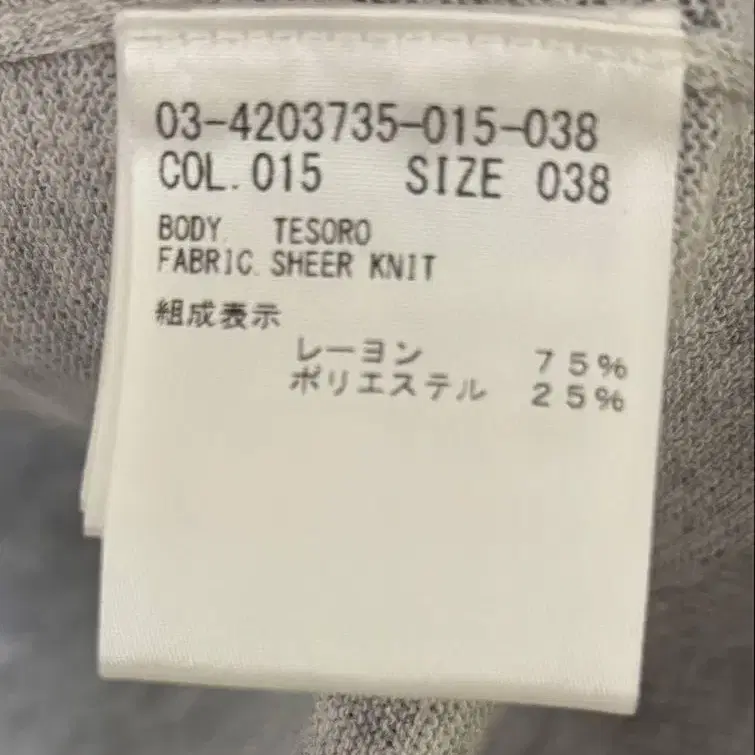 03-4203735-015-038
COL.015 SIZE 038
BODY. TESORO
FABRIC.SHEER KNIT
組成表示
レーヨン 75%
ポリエステル 25%